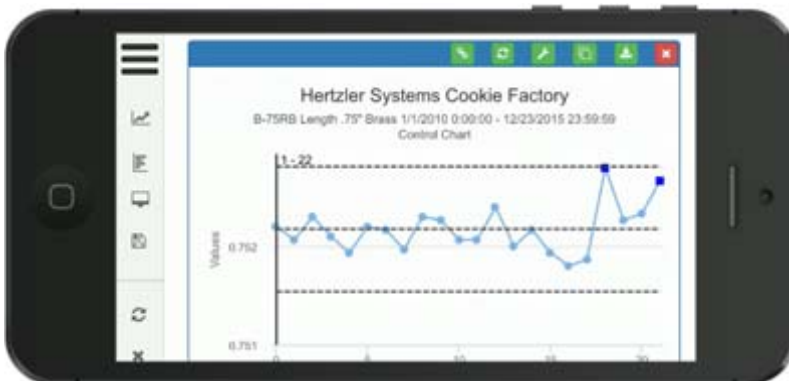 Hertzler Systems Cookie Factory
B-75RB Length .75" Brass 1/1/2010 0:00:00 - 12/23/2015 23:59:59
Control Chart
1 - 22
Values
0.752
0.751
0 5 10 15 20